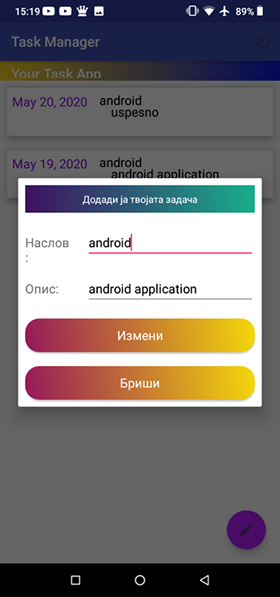 15:19 89%
Task Manager
Your Task App
May 20, 2020 android
uspesno
May 19, 2020 android
android application
Додади ја твојата задача
Наслов android
:
Опис: android application
Измени
Бриши